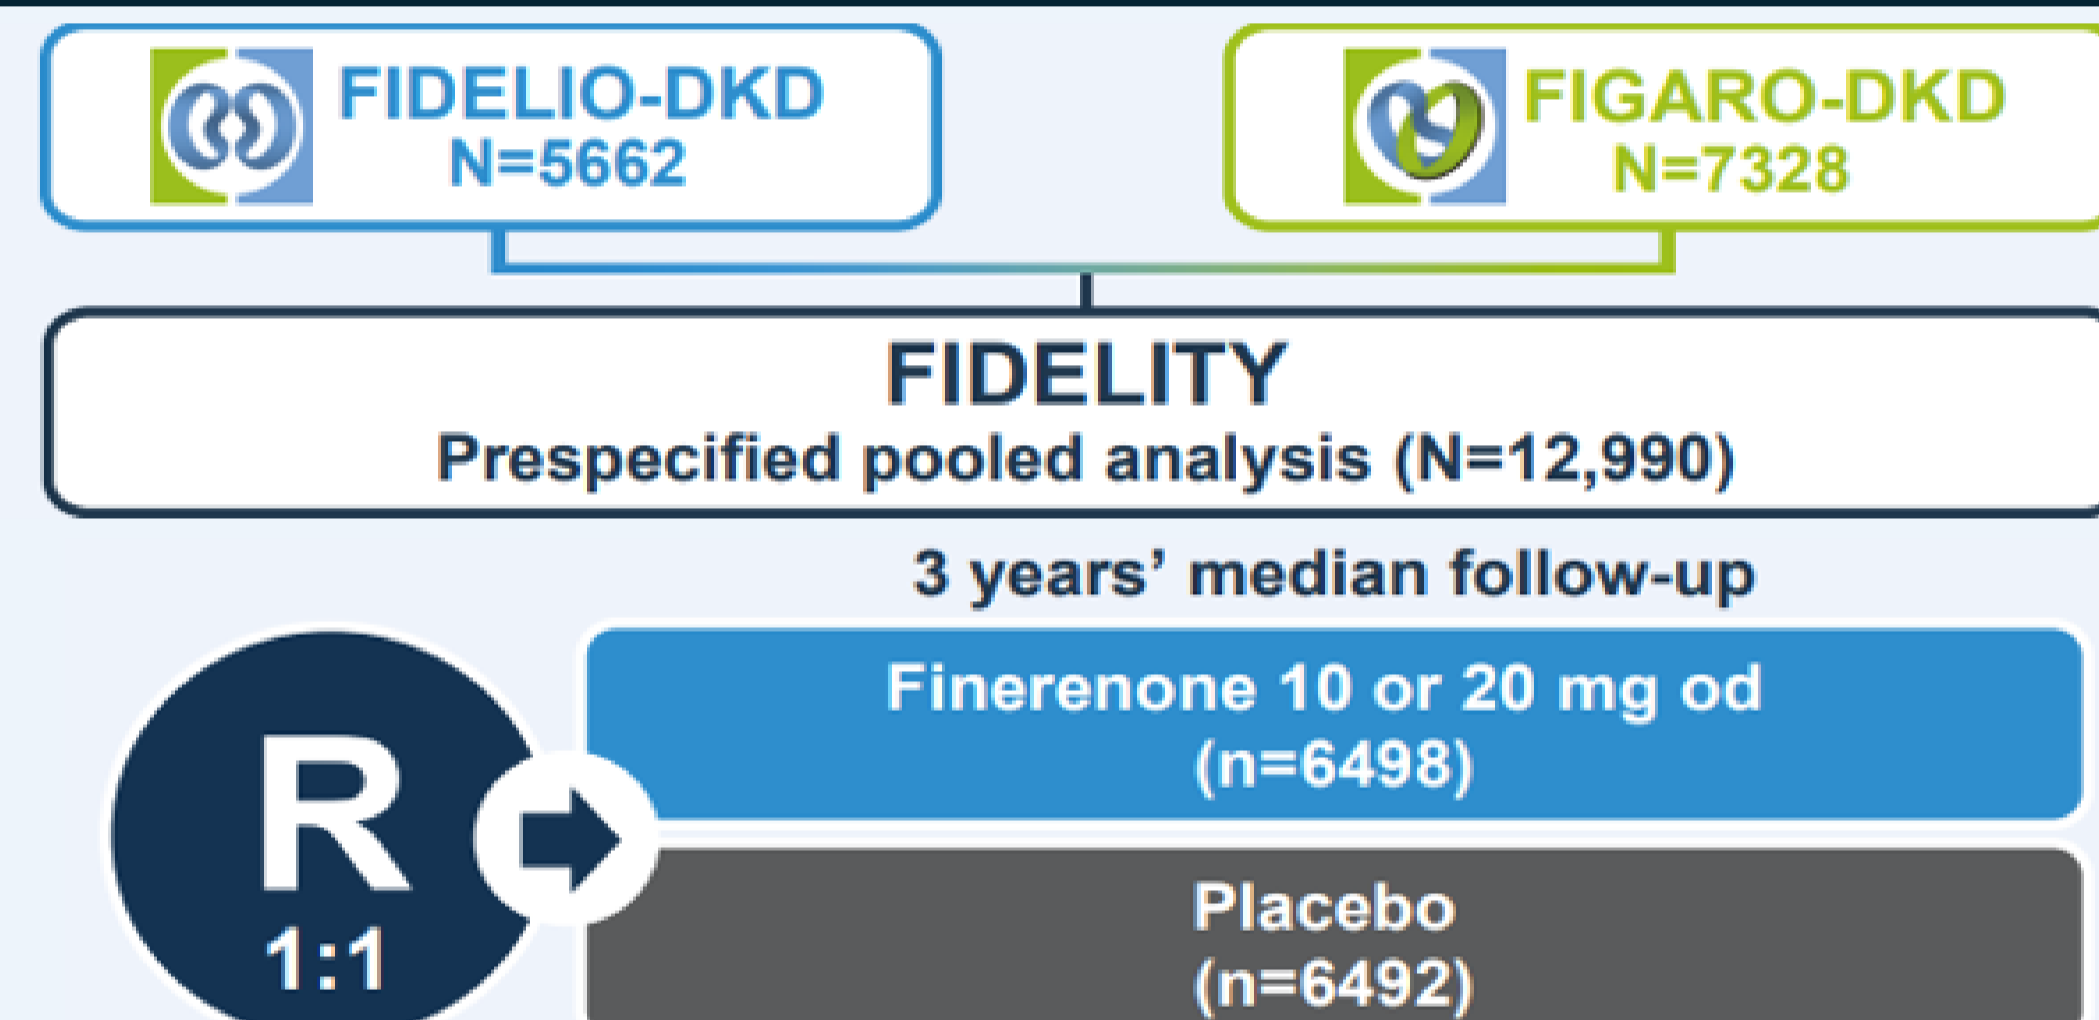 FIDELIO-DKD
N=5662
FIGARO-DKD
N=7328
FIDELITY
Prespecified pooled analysis (N=12,990)
3 years’ median follow-up
R
1:1
Finerenone 10 or 20 mg od
(n=6498)
Placebo
(n=6492)